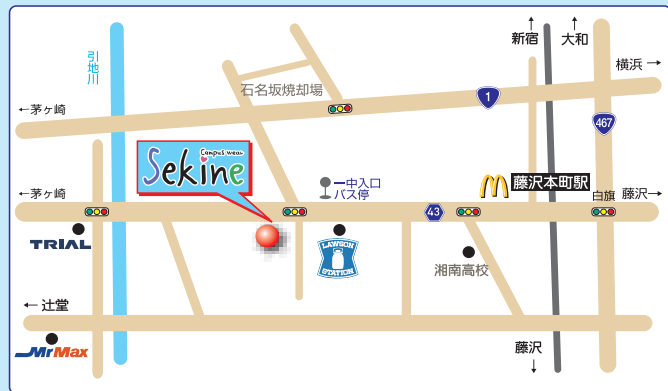 新宿
大和
引地川
横浜
石名坂焼却場
1
←茅ヶ崎
467
Campus wear
Sekine
一中入口
バス停
藤沢本町駅
←茅ヶ崎
白旗
藤沢→
43
TRIAL
LAWSON
STATION
湘南高校
←辻堂
藤沢
MrMax